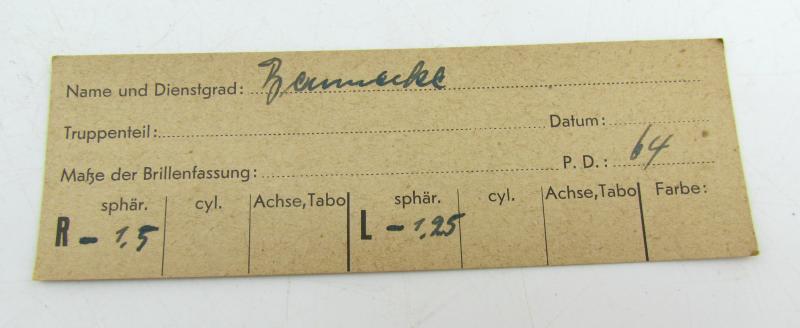 Name und Dienstgrad:
Truppenteil: Datum:
Maße der Brillenfassung: P. D.: 64
sphär. cyl. Achse, Tabo sphär. cyl. Achse, Tabo Farbe:
R - 1,5 L - 1,25